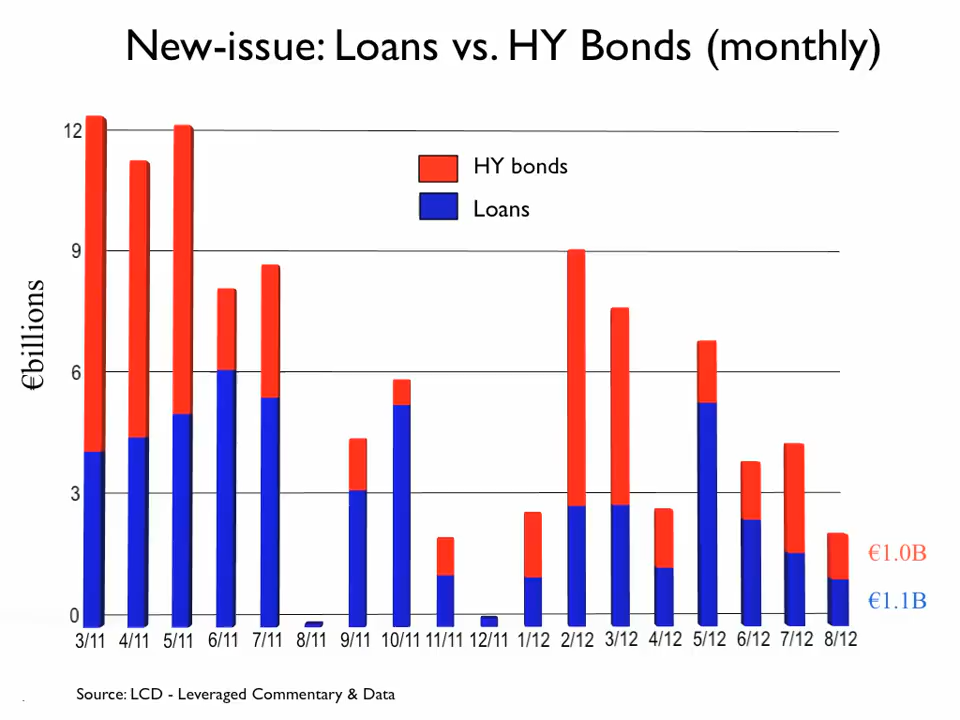 New-issue: Loans vs. HY Bonds (monthly)
€billions
12
9
6
3
0
HY bonds
Loans
€1.0B
€1.1B
3/11 4/11 5/11 6/11 7/11 8/11 9/11 10/11 11/11 12/11 1/12 2/12 3/12 4/12 5/12 6/12 7/12 8/12
Source: LCD - Leveraged Commentary & Data